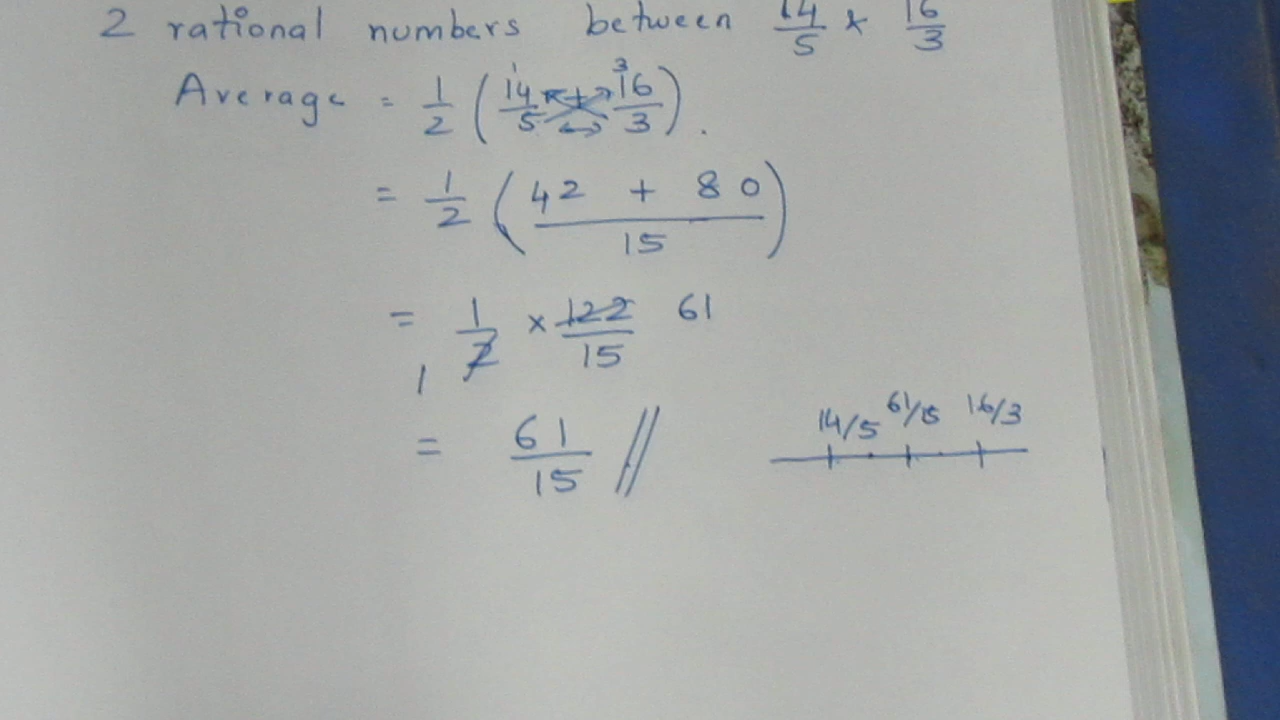 2 rational numbers between 14/5 & 16/3
Average = 1/2 ( 14/5 + 16/3 ).
= 1/2 ( 42 + 80 / 15 )
= 1/2 × 122/15 61
1
= 61/15 //
14/5 61/15 16/3